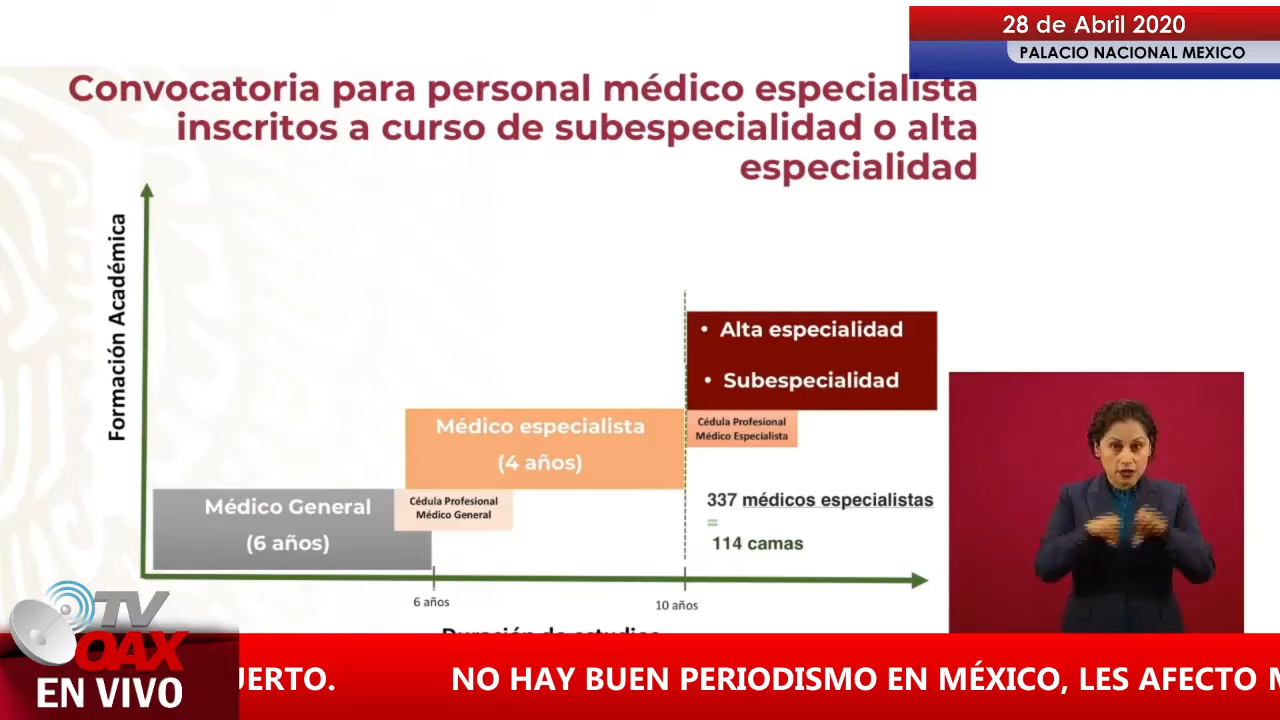 28 de Abril 2020
PALACIO NACIONAL MEXICO
Convocatoria para personal médico especialista
inscritos a curso de subespecialidad o alta
especialidad
Formación Académica
• Alta especialidad
• Subespecialidad
Médico especialista
(4 años)
Cédula Profesional
Médico Especialista
Médico General
(6 años)
Cédula Profesional
Médico General
337 médicos especialistas
=
114 camas
6 años
10 años
Duración de estudios
TV
OAX
EN VIVO
UERTO.
NO HAY BUEN PERIODISMO EN MÉXICO, LES AFECTO